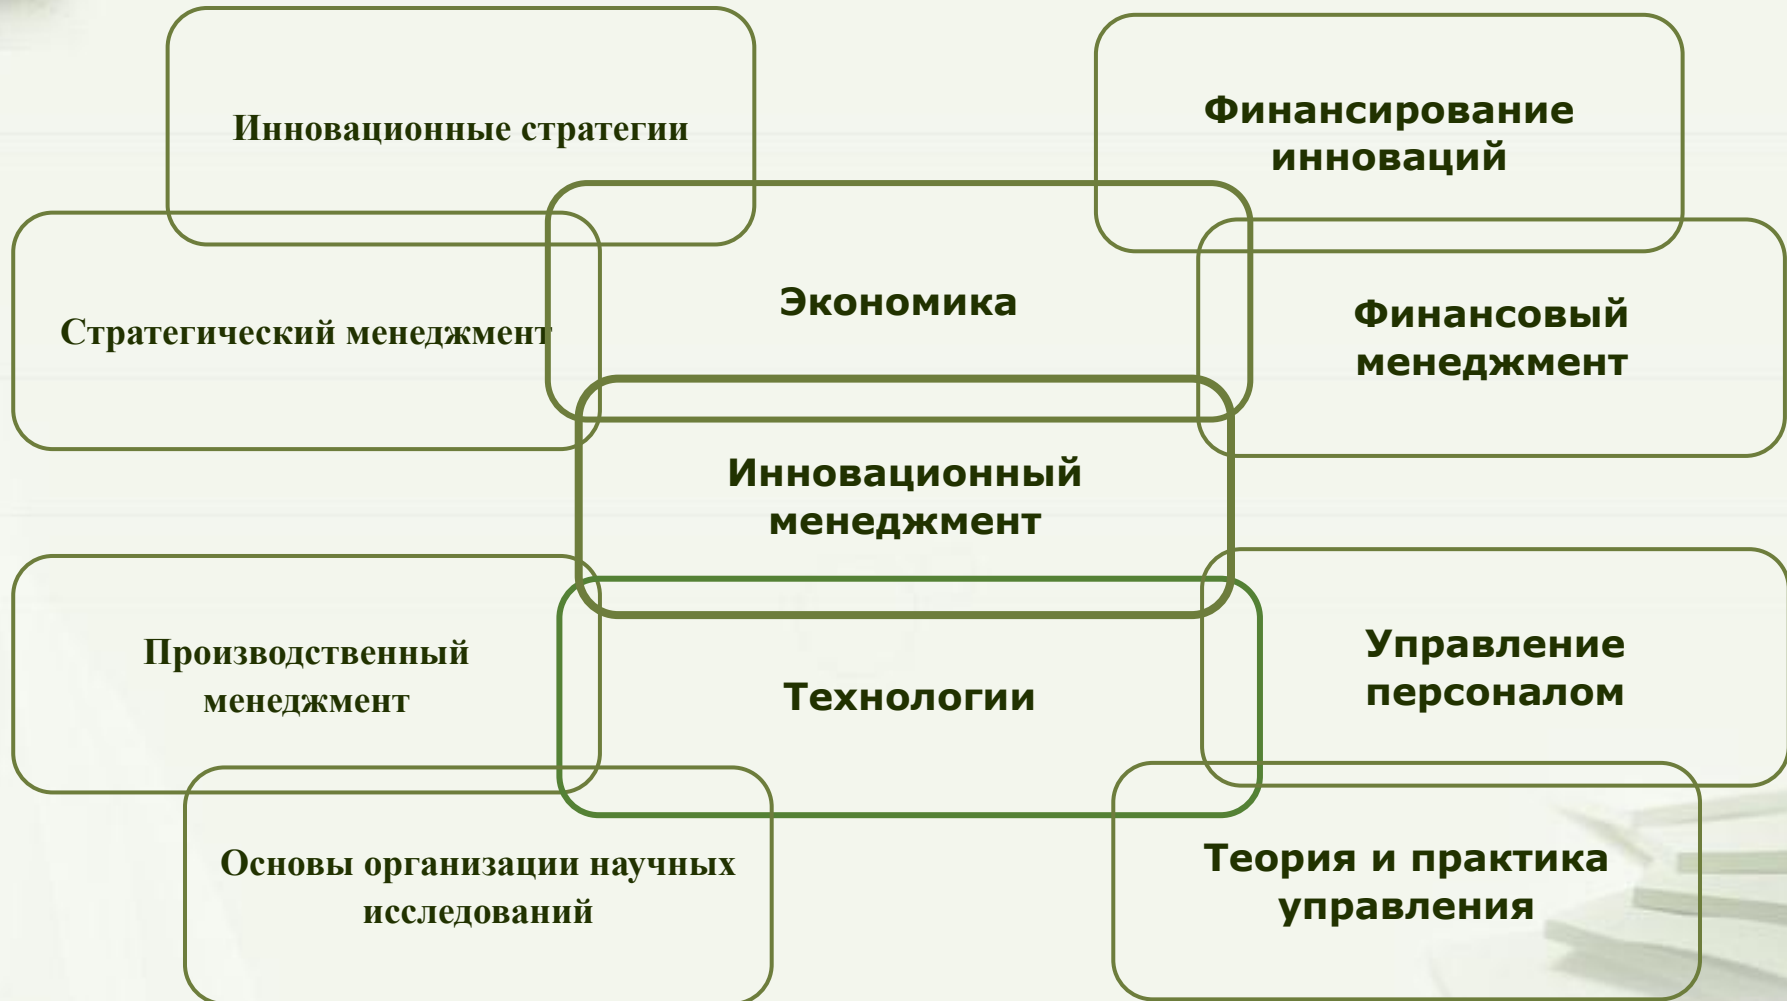 Инновационные стратегии
Финансирование
инноваций
Стратегический менеджмент
Экономика
Финансовый
менеджмент
Инновационный
менеджмент
Производственный
менеджмент
Технологии
Управление
персоналом
Основы организации научных
исследований
Теория и практика
управления